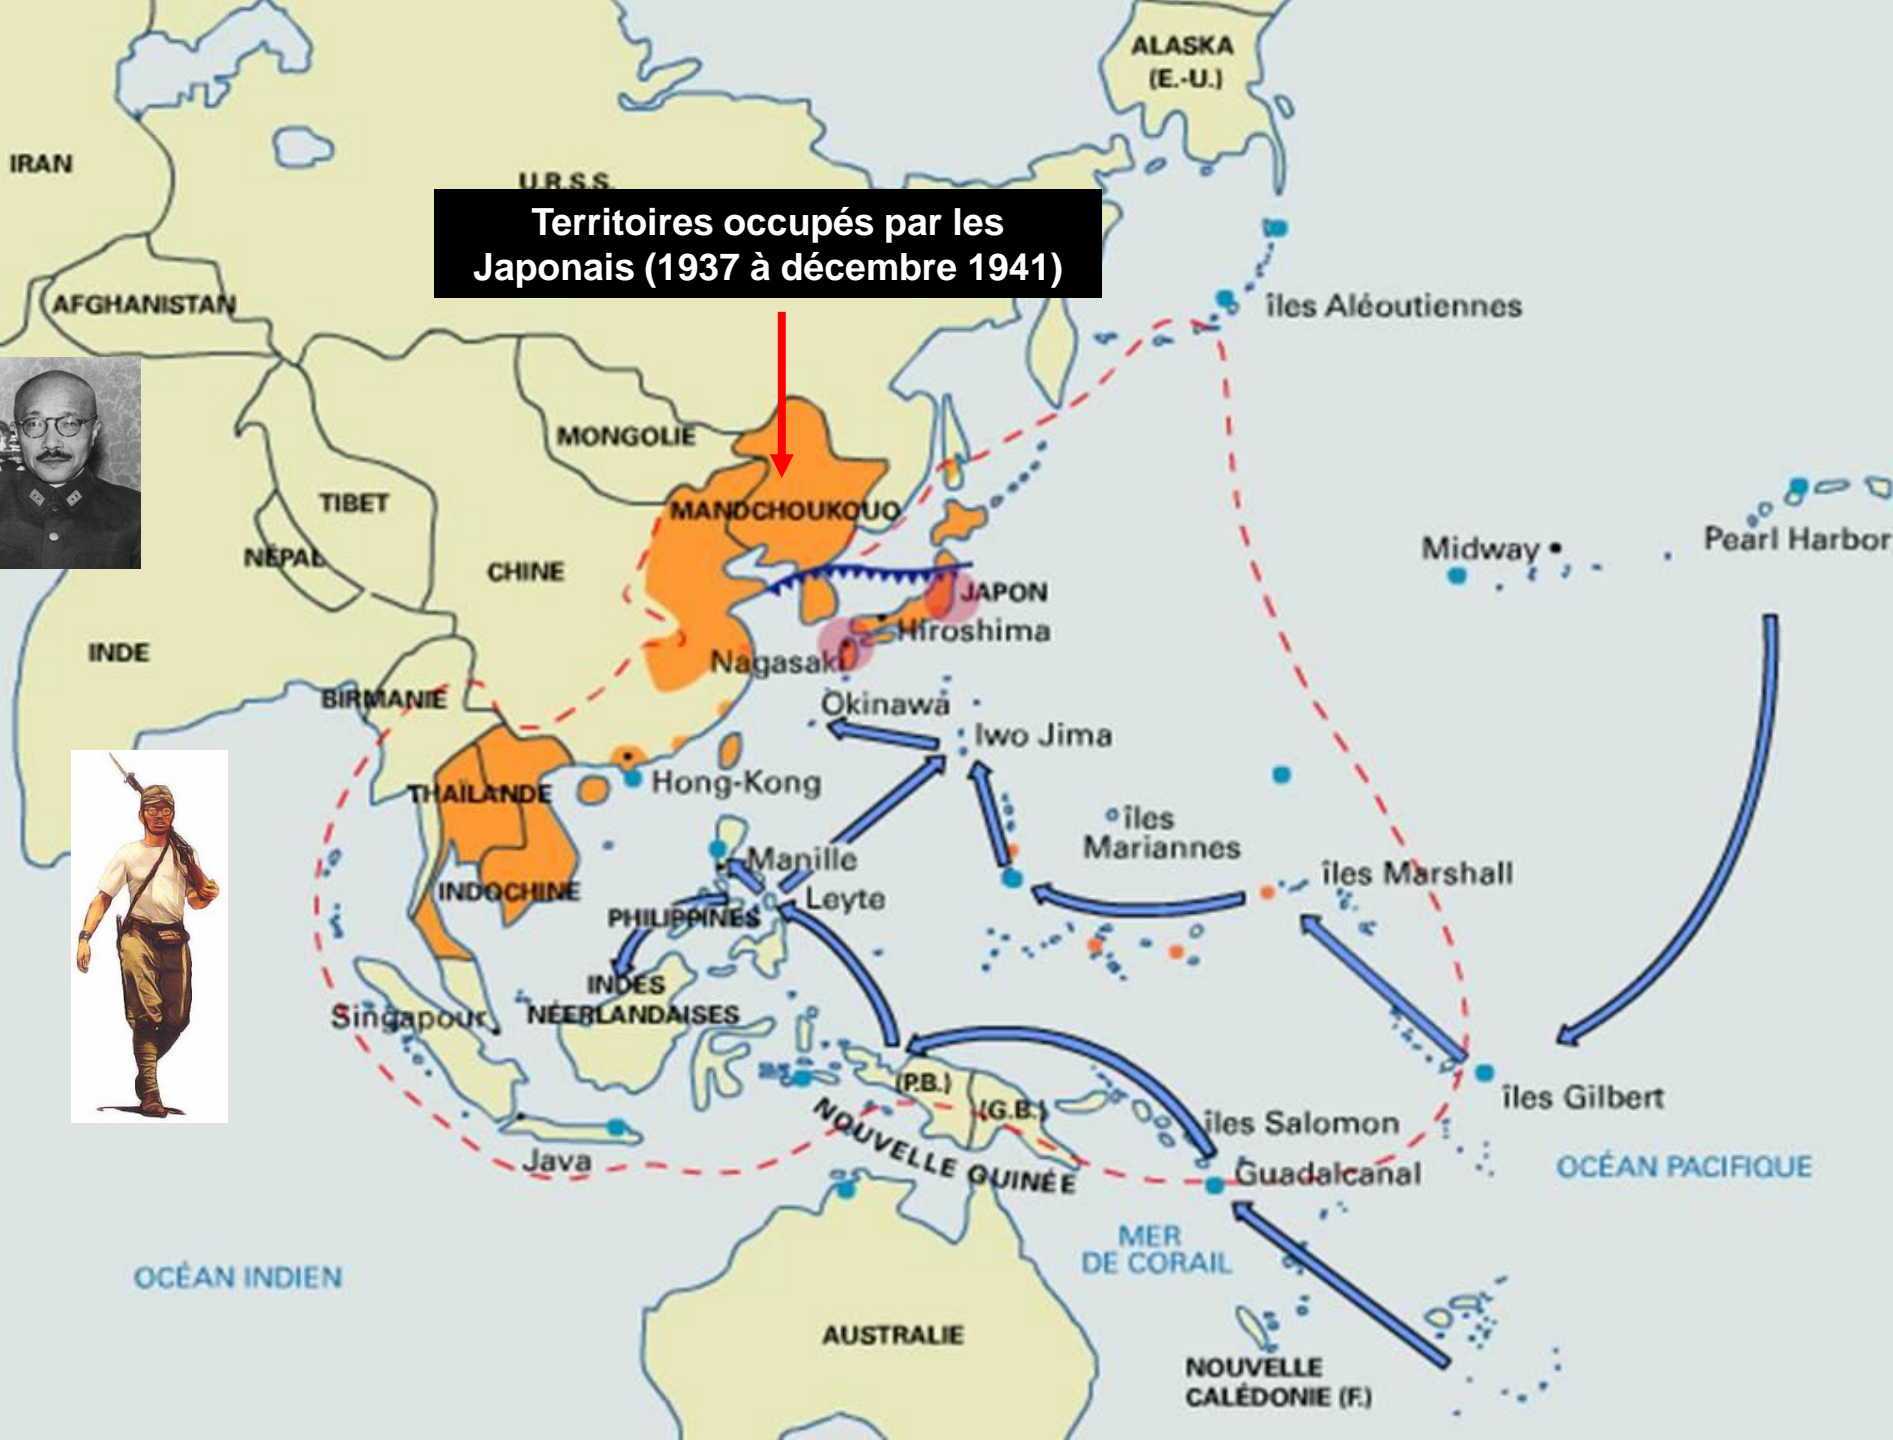 ALASKA
(E.-U.)
IRAN
U.R.S.S.
Territoires occupés par les
Japonais (1937 à décembre 1941)
AFGHANISTAN
îles Aléoutiennes
MONGOLIE
TIBET
MANDCHOUKOUO
Midway
Pearl Harbor
NÉPAL
CHINE
JAPON
Hiroshima
INDE
Nagasaki
BIRMANIE
Okinawa
Iwo Jima
THAÏLANDE
Hong-Kong
îles
Mariannes
Manille
îles Marshall
INDOCHINE
Leyte
PHILIPPINES
INDES
NÉERLANDAISES
Singapour
(P.B.)
(G.B.)
îles Gilbert
îles Salomon
NOUVELLE GUINÉE
Java
Guadalcanal
OCÉAN PACIFIQUE
MER
DE CORAIL
OCÉAN INDIEN
AUSTRALIE
NOUVELLE
CALÉDONIE (F.)